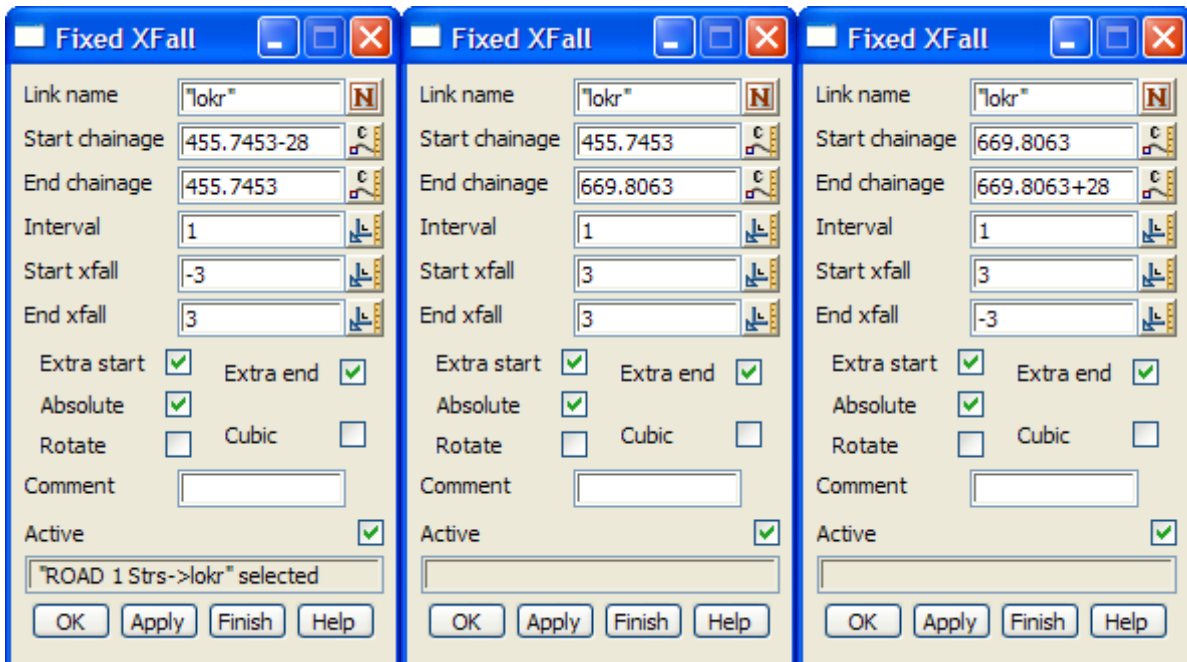 Fixed XFall
Link name "lokr" N
Start chainage 455.7453-28 C
End chainage 455.7453 C
Interval 1
Start xfall -3
End xfall 3
Extra start Extra end
Absolute
Rotate Cubic
Comment
Active
"ROAD 1 Strs->lokr" selected
OK Apply Finish Help
Fixed XFall
Link name "lokr" N
Start chainage 455.7453 C
End chainage 669.8063 C
Interval 1
Start xfall 3
End xfall 3
Extra start Extra end
Absolute
Rotate Cubic
Comment
Active
OK Apply Finish Help
Fixed XFall
Link name "lokr" N
Start chainage 669.8063 C
End chainage 669.8063+28 C
Interval 1
Start xfall 3
End xfall -3
Extra start Extra end
Absolute
Rotate Cubic
Comment
Active
OK Apply Finish Help